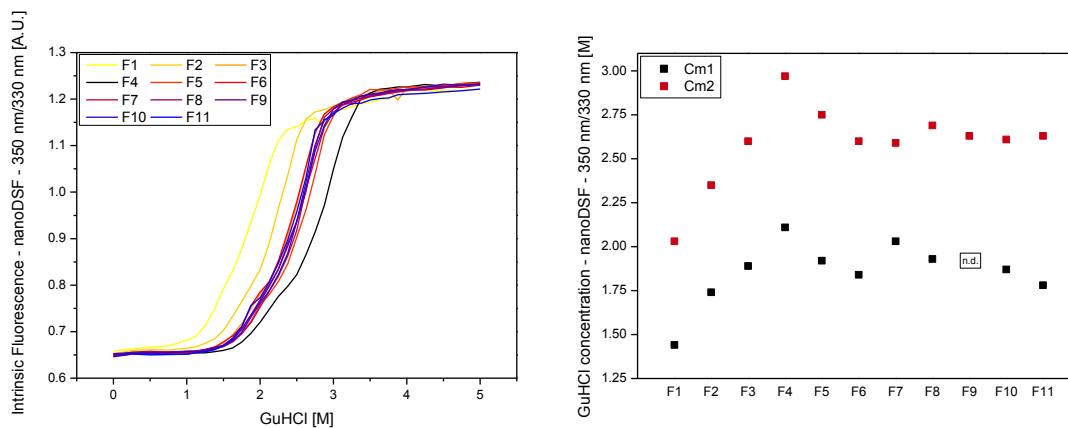 Intrinsic Fluorescence - nanoDSF - 350 nm/330 nm [A.U.]
1.3
1.2
1.1
1.0
0.9
0.8
0.7
0.6
F1 F2 F3
F4 F5 F6
F7 F8 F9
F10 F11
0 1 2 3 4 5
GuHCl [M]
GuHCl concentration - nanoDSF - 350 nm/330 nm [M]
3.00
2.75
2.50
2.25
2.00
1.75
1.50
1.25
Cm1
Cm2
n.d.
F1 F2 F3 F4 F5 F6 F7 F8 F9 F10 F11